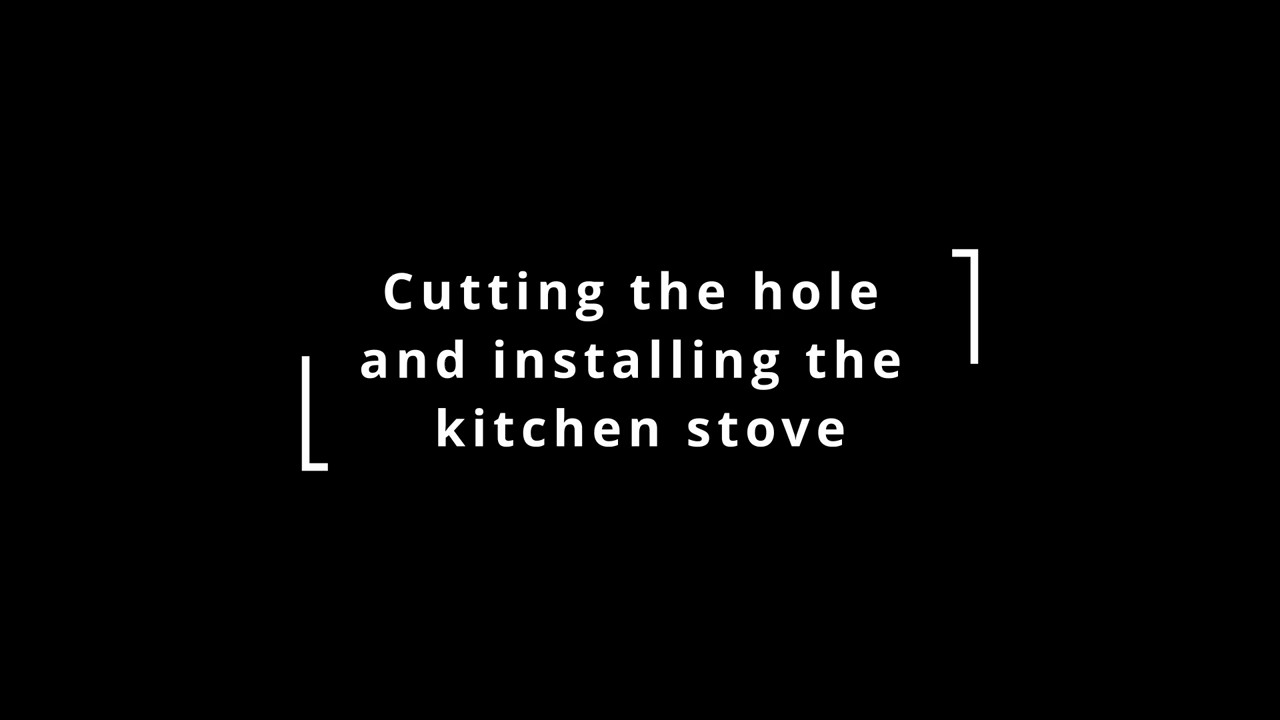 Cutting the hole
and installing the
kitchen stove